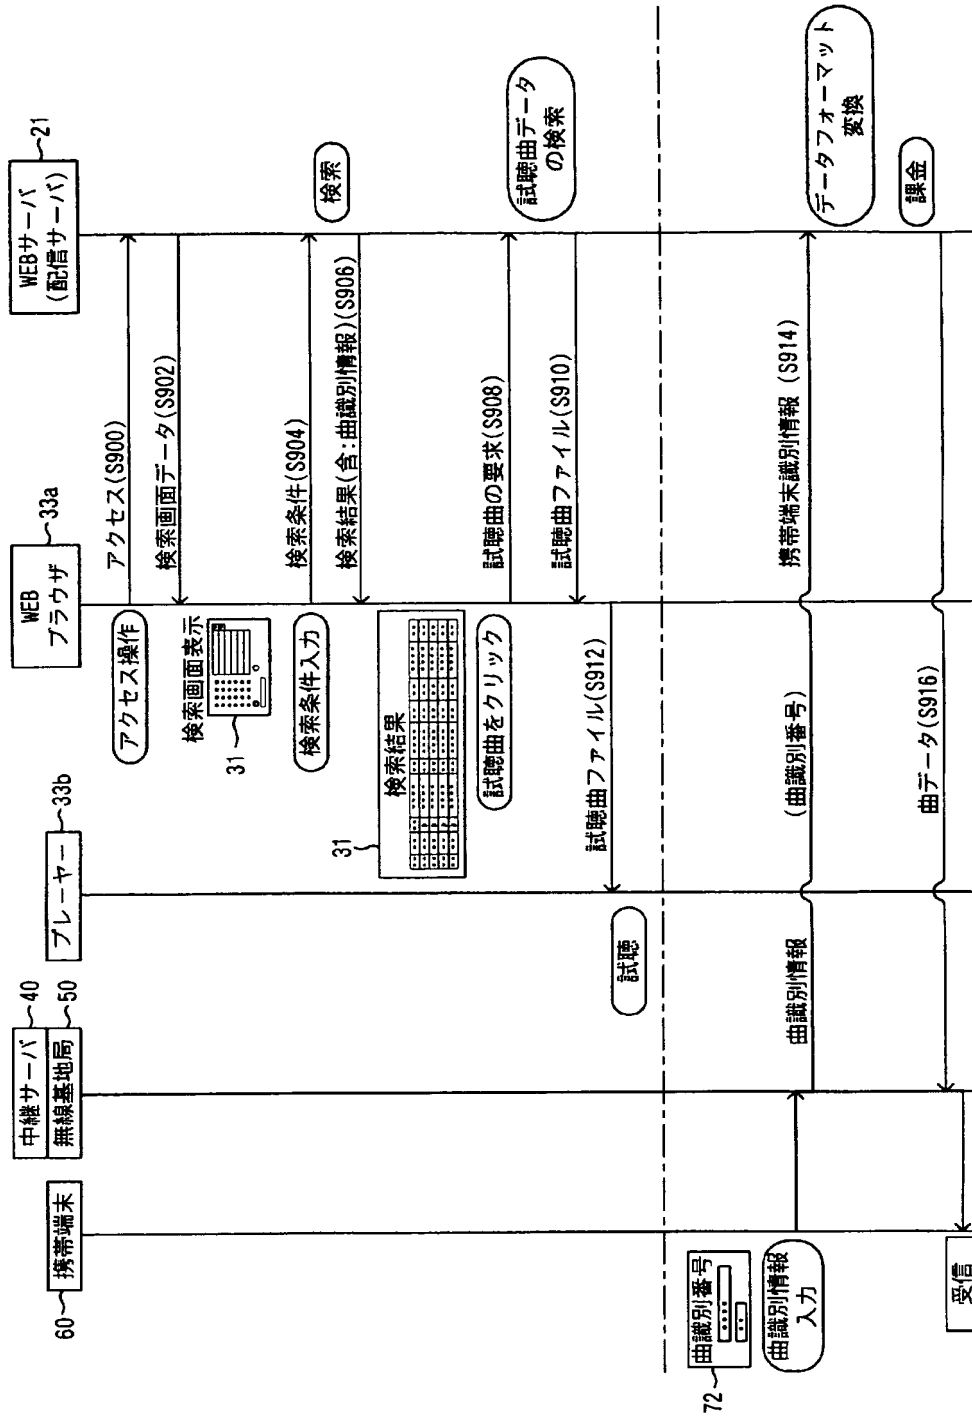 携帯端末
60
中継サーバ
40
無線基地局
50
プレーヤー
33b
WEB
ブラウザ
33a
WEBサーバ
(配信サーバ)
21
アクセス操作
アクセス(S900)
検索画面データ(S902)
検索画面表示
31
検索条件入力
検索条件(S904)
検索
検索結果(含:曲識別情報)(S906)
検索結果
31
試聴曲をクリック
試聴曲の要求(S908)
試聴曲データ
の検索
試聴曲ファイル(S910)
試聴曲ファイル(S912)
試聴
曲識別番号
72
曲識別情報
入力
曲識別情報
(曲識別番号)
携帯端末識別情報(S914)
データフォーマット
変換
課金
曲データ(S916)
受信